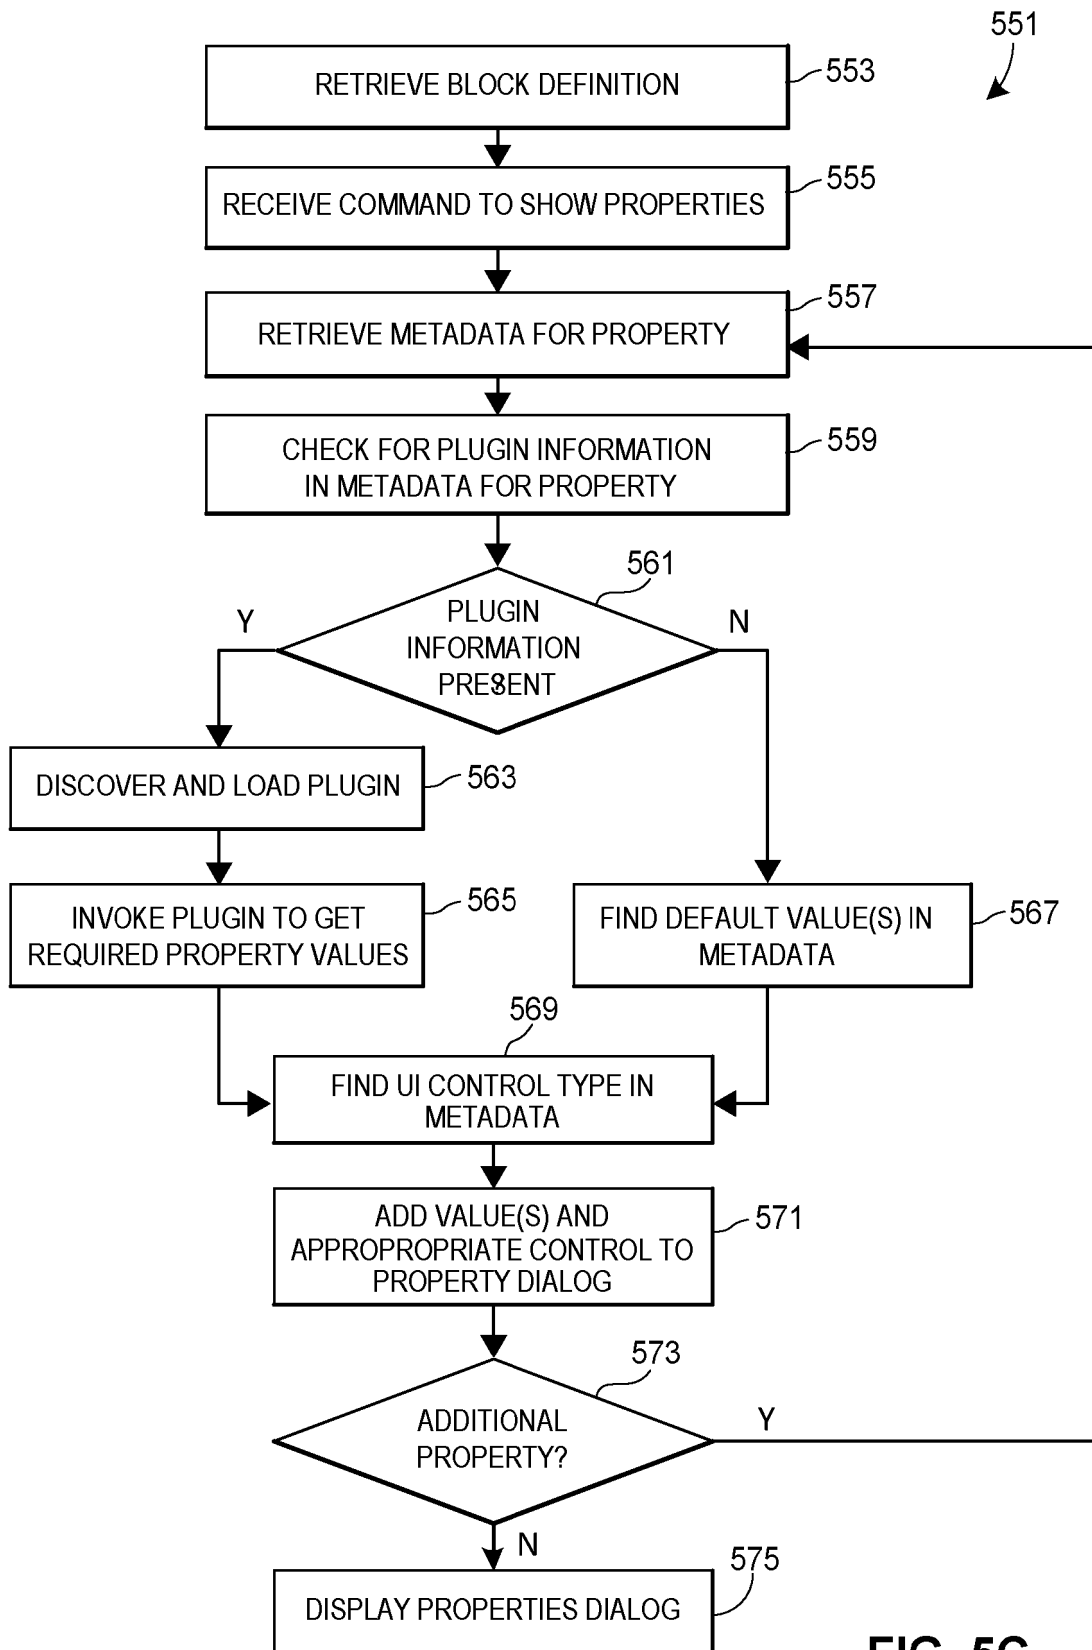 551
RETRIEVE BLOCK DEFINITION
553
RECEIVE COMMAND TO SHOW PROPERTIES
555
RETRIEVE METADATA FOR PROPERTY
557
CHECK FOR PLUGIN INFORMATION
IN METADATA FOR PROPERTY
559
561
PLUGIN
INFORMATION
PRESENT
?
Y
N
DISCOVER AND LOAD PLUGIN
563
INVOKE PLUGIN TO GET
REQUIRED PROPERTY VALUES
565
FIND DEFAULT VALUE(S) IN
METADATA
567
569
FIND UI CONTROL TYPE IN
METADATA
ADD VALUE(S) AND
APPROPROPRIATE CONTROL TO
PROPERTY DIALOG
571
573
ADDITIONAL
PROPERTY?
Y
N
575
DISPLAY PROPERTIES DIALOG
FIG. 5C